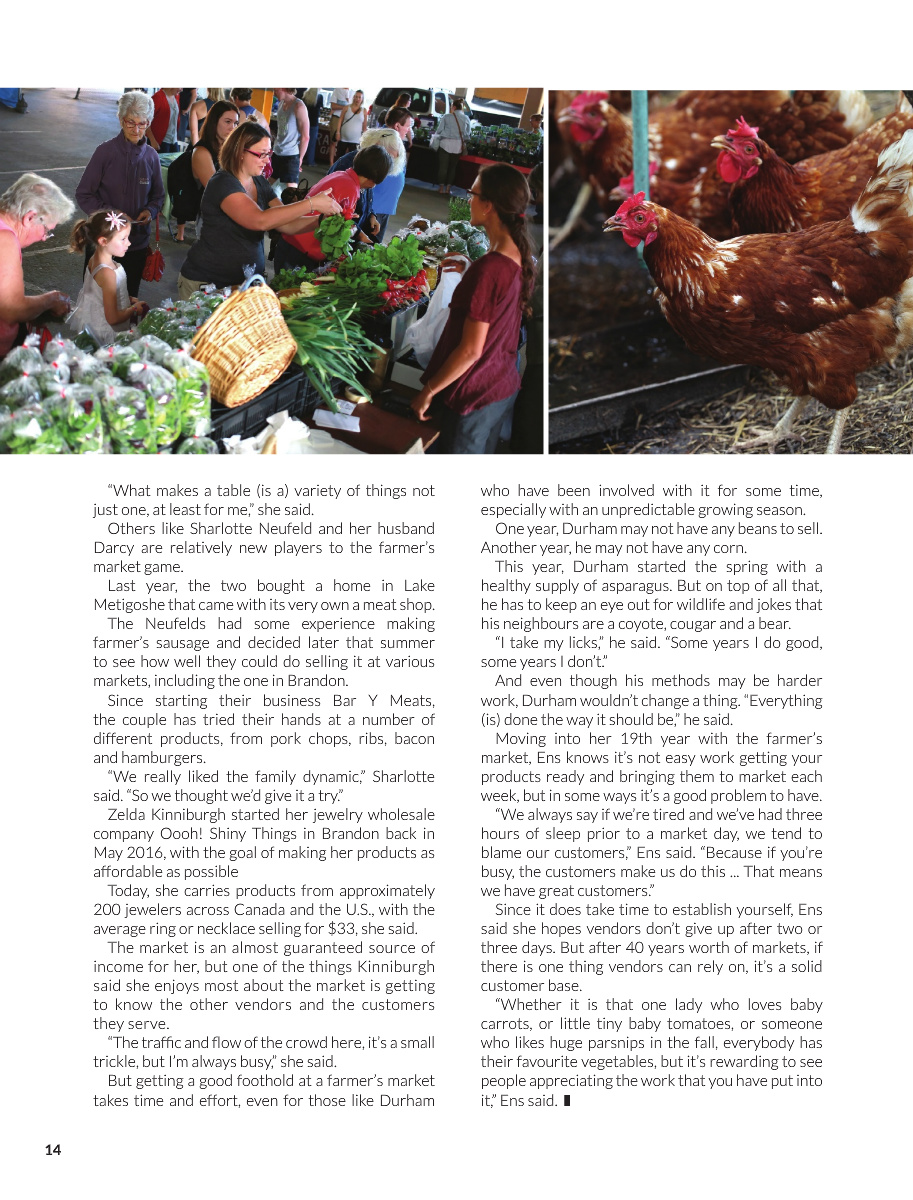 “What makes a table (is a) variety of things not
just one, at least for me,” she said.
Others like Sharlotte Neufeld and her husband
Darcy are relatively new players to the farmer’s
market game.
Last year, the two bought a home in Lake
Metigoshe that came with its very own a meat shop.
The Neufelds had some experience making
farmer’s sausage and decided later that summer
to see how well they could do selling it at various
markets, including the one in Brandon.
Since starting their business Bar Y Meats,
the couple has tried their hands at a number of
different products, from pork chops, ribs, bacon
and hamburgers.
“We really liked the family dynamic,” Sharlotte
said. “So we thought we’d give it a try.”
Zelda Kinniburgh started her jewelry wholesale
company Oooh! Shiny Things in Brandon back in
May 2016, with the goal of making her products as
affordable as possible
Today, she carries products from approximately
200 jewelers across Canada and the U.S., with the
average ring or necklace selling for $33, she said.
The market is an almost guaranteed source of
income for her, but one of the things Kinniburgh
said she enjoys most about the market is getting
to know the other vendors and the customers
they serve.
“The traffic and flow of the crowd here, it’s a small
trickle, but I’m always busy,” she said.
But getting a good foothold at a farmer’s market
takes time and effort, even for those like Durham
who have been involved with it for some time,
especially with an unpredictable growing season.
One year, Durham may not have any beans to sell.
Another year, he may not have any corn.
This year, Durham started the spring with a
healthy supply of asparagus. But on top of all that,
he has to keep an eye out for wildlife and jokes that
his neighbours are a coyote, cougar and a bear.
“I take my licks,” he said. “Some years I do good,
some years I don’t.”
And even though his methods may be harder
work, Durham wouldn’t change a thing. “Everything
(is) done the way it should be,” he said.
Moving into her 19th year with the farmer’s
market, Ens knows it’s not easy work getting your
products ready and bringing them to market each
week, but in some ways it’s a good problem to have.
“We always say if we’re tired and we’ve had three
hours of sleep prior to a market day, we tend to
blame our customers,” Ens said. “Because if you’re
busy, the customers make us do this ... That means
we have great customers.”
Since it does take time to establish yourself, Ens
said she hopes vendors don’t give up after two or
three days. But after 40 years worth of markets, if
there is one thing vendors can rely on, it’s a solid
customer base.
“Whether it is that one lady who loves baby
carrots, or little tiny baby tomatoes, or someone
who likes huge parsnips in the fall, everybody has
their favourite vegetables, but it’s rewarding to see
people appreciating the work that you have put into
it,” Ens said.
14